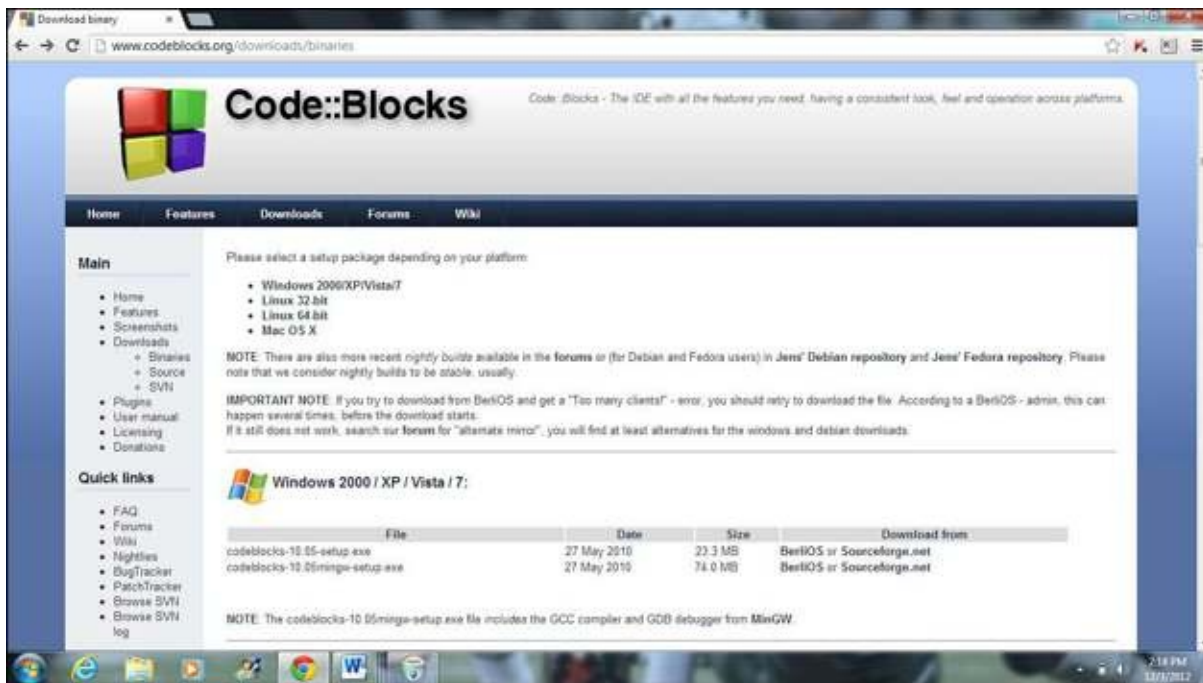 Download binary
www.codeblocks.org/downloads/binaries
Code::Blocks
Code::Blocks - The IDE with all the features you need, having a consistent look, feel and operation across platforms.
Home Features Downloads Forums Wiki
Main
Home
Features
Screenshots
Downloads
Binaries
Source
SVN
Plugins
User manual
Licensing
Donations
Quick links
FAQ
Forums
Wiki
Nightlies
BugTracker
PatchTracker
Browse SVN
Browse SVN
log
Please select a setup package depending on your platform:
Windows 2000/XP/Vista/7
Linux 32-bit
Linux 64-bit
Mac OS X
NOTE: There are also more recent nightly builds available in the forums or (for Debian and Fedora users) in Jens' Debian repository and Jens' Fedora repository. Please
note that we consider nightly builds to be stable, usually.
IMPORTANT NOTE: If you try to download from BerliOS and get a "Too many clients!" - error, you should retry to download the file. According to a BerliOS - admin, this can
happen several times, before the download starts.
If it still does not work, search our forum for "alternate mirror", you will find at least alternatives for the windows and debian downloads.
Windows 2000 / XP / Vista / 7:
File Date Size Download from
codeblocks-10.05-setup.exe 27 May 2010 23.3 MB BerliOS or Sourceforge.net
codeblocks-10.05mingw-setup.exe 27 May 2010 74.0 MB BerliOS or Sourceforge.net
NOTE: The codeblocks-10.05mingw-setup.exe file includes the GCC compiler and GDB debugger from MinGW.
2:18 PM
12/3/2012